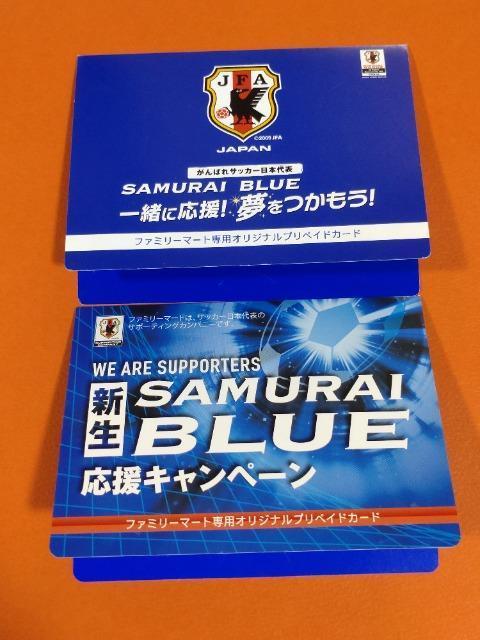 JFA
©2009 JFA
JAPAN
がんばれサッカー日本代表
SAMURAI BLUE
一緒に応援!夢をつかもう!
ファミリーマート専用オリジナルプリペイドカード
ファミリーマートは、サッカー日本代表の
サポーティングカンパニーです。
WE ARE SUPPORTERS
新生
SAMURAI
BLUE
応援キャンペーン
ファミリーマート専用オリジナルプリペイドカード